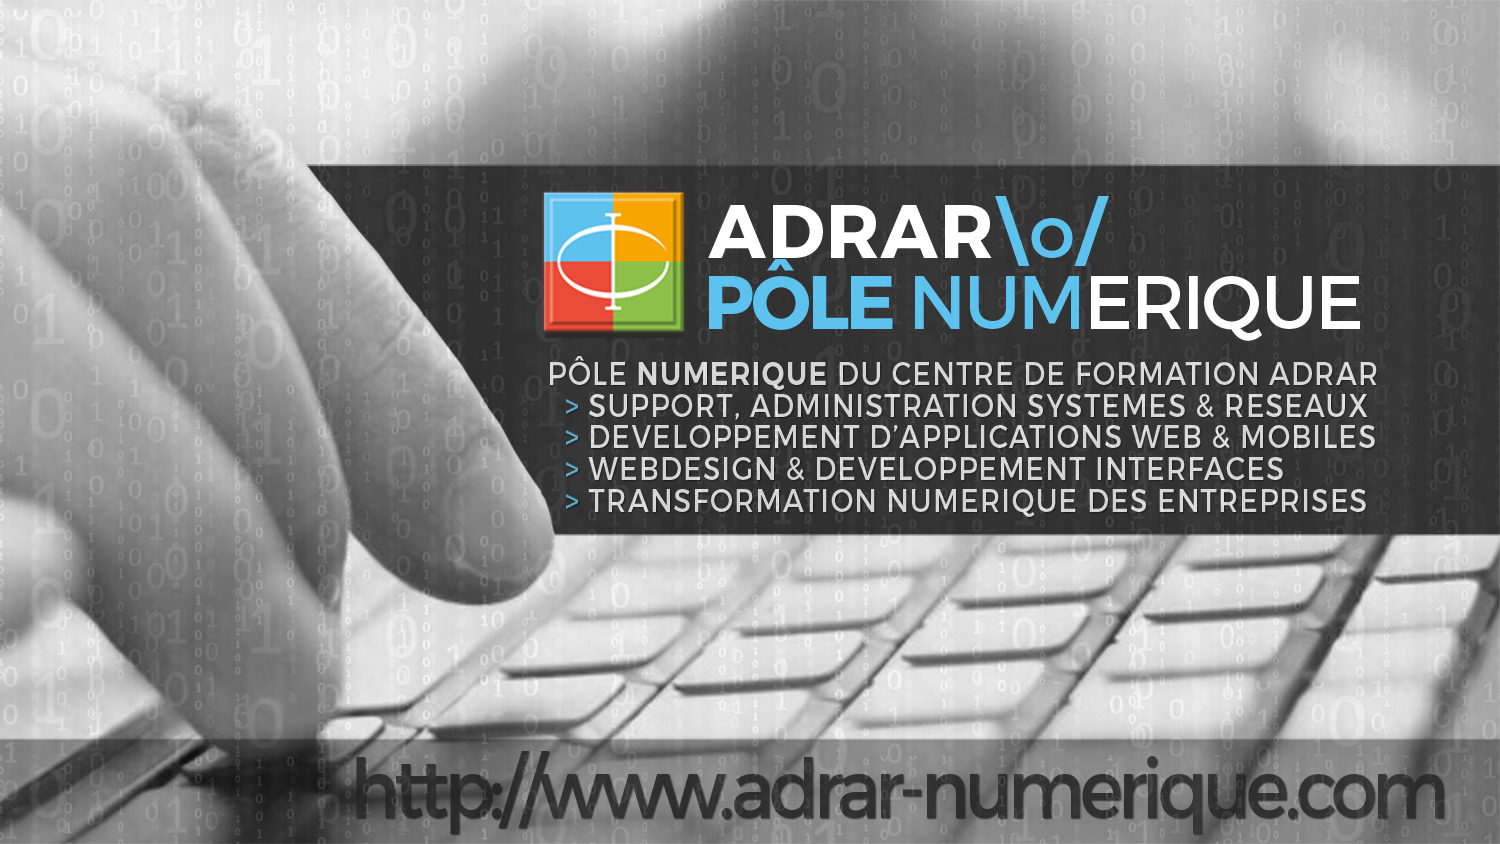 ADRAR\o/
PÔLE NUMERIQUE
PÔLE NUMERIQUE DU CENTRE DE FORMATION ADRAR
> SUPPORT, ADMINISTRATION SYSTEMES & RESEAUX
> DEVELOPPEMENT D’APPLICATIONS WEB & MOBILES
> WEBDESIGN & DEVELOPPEMENT INTERFACES
> TRANSFORMATION NUMERIQUE DES ENTREPRISES
http://www.adrar-numerique.com